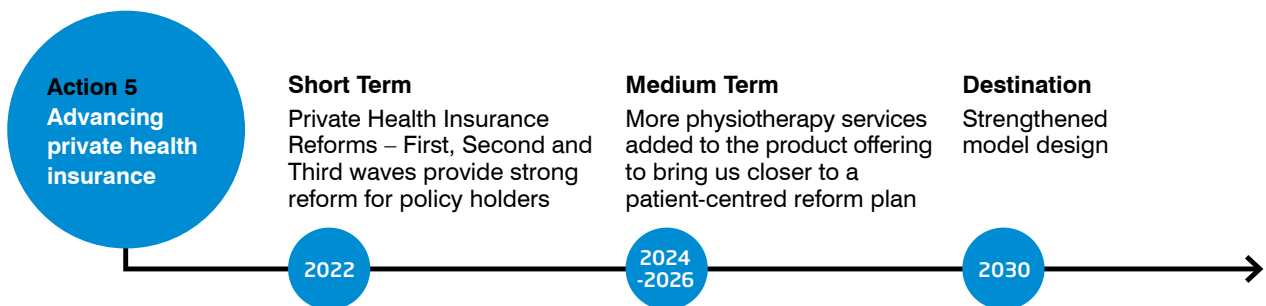 Action 5
Advancing
private health
insurance
Short Term
Private Health Insurance
Reforms – First, Second and
Third waves provide strong
reform for policy holders
Medium Term
More physiotherapy services
added to the product offering
to bring us closer to a
patient-centred reform plan
Destination
Strengthened
model design
2022
2024
-2026
2030